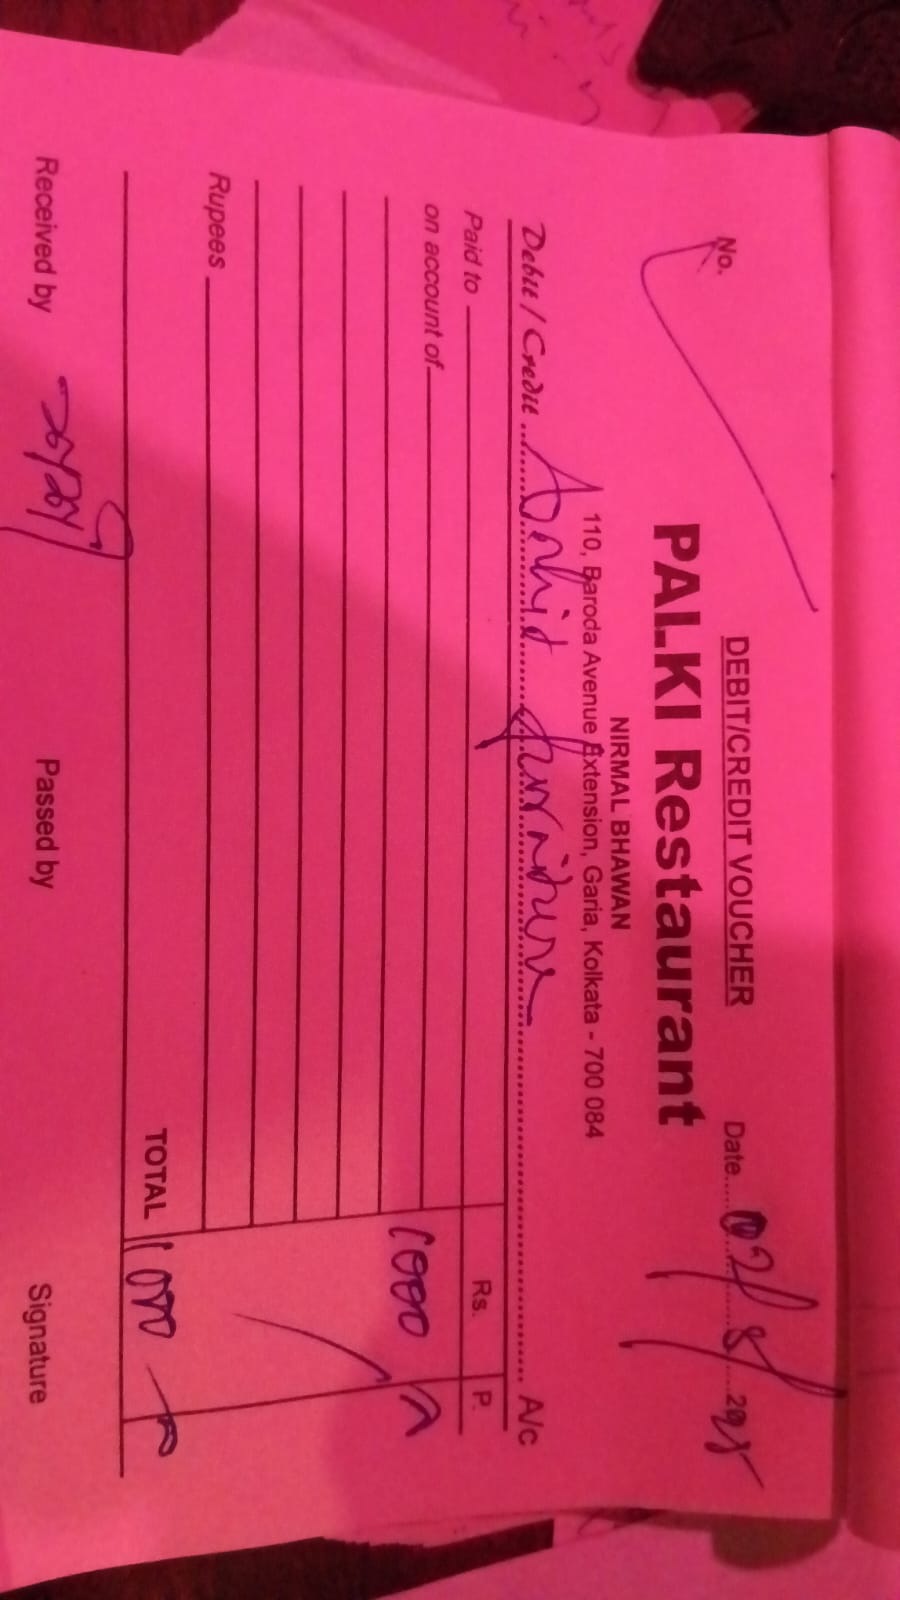 DEBIT/CREDIT VOUCHER
No.
Date 02/8/2025
PALKI Restaurant
NIRMAL BHAWAN
110, Baroda Avenue Extension, Garia, Kolkata - 700 084
Debit / Credit furniture A/c
Paid to
Rs. P.
on account of
1000
Rupees
TOTAL 1000
Received by
Passed by
Signature